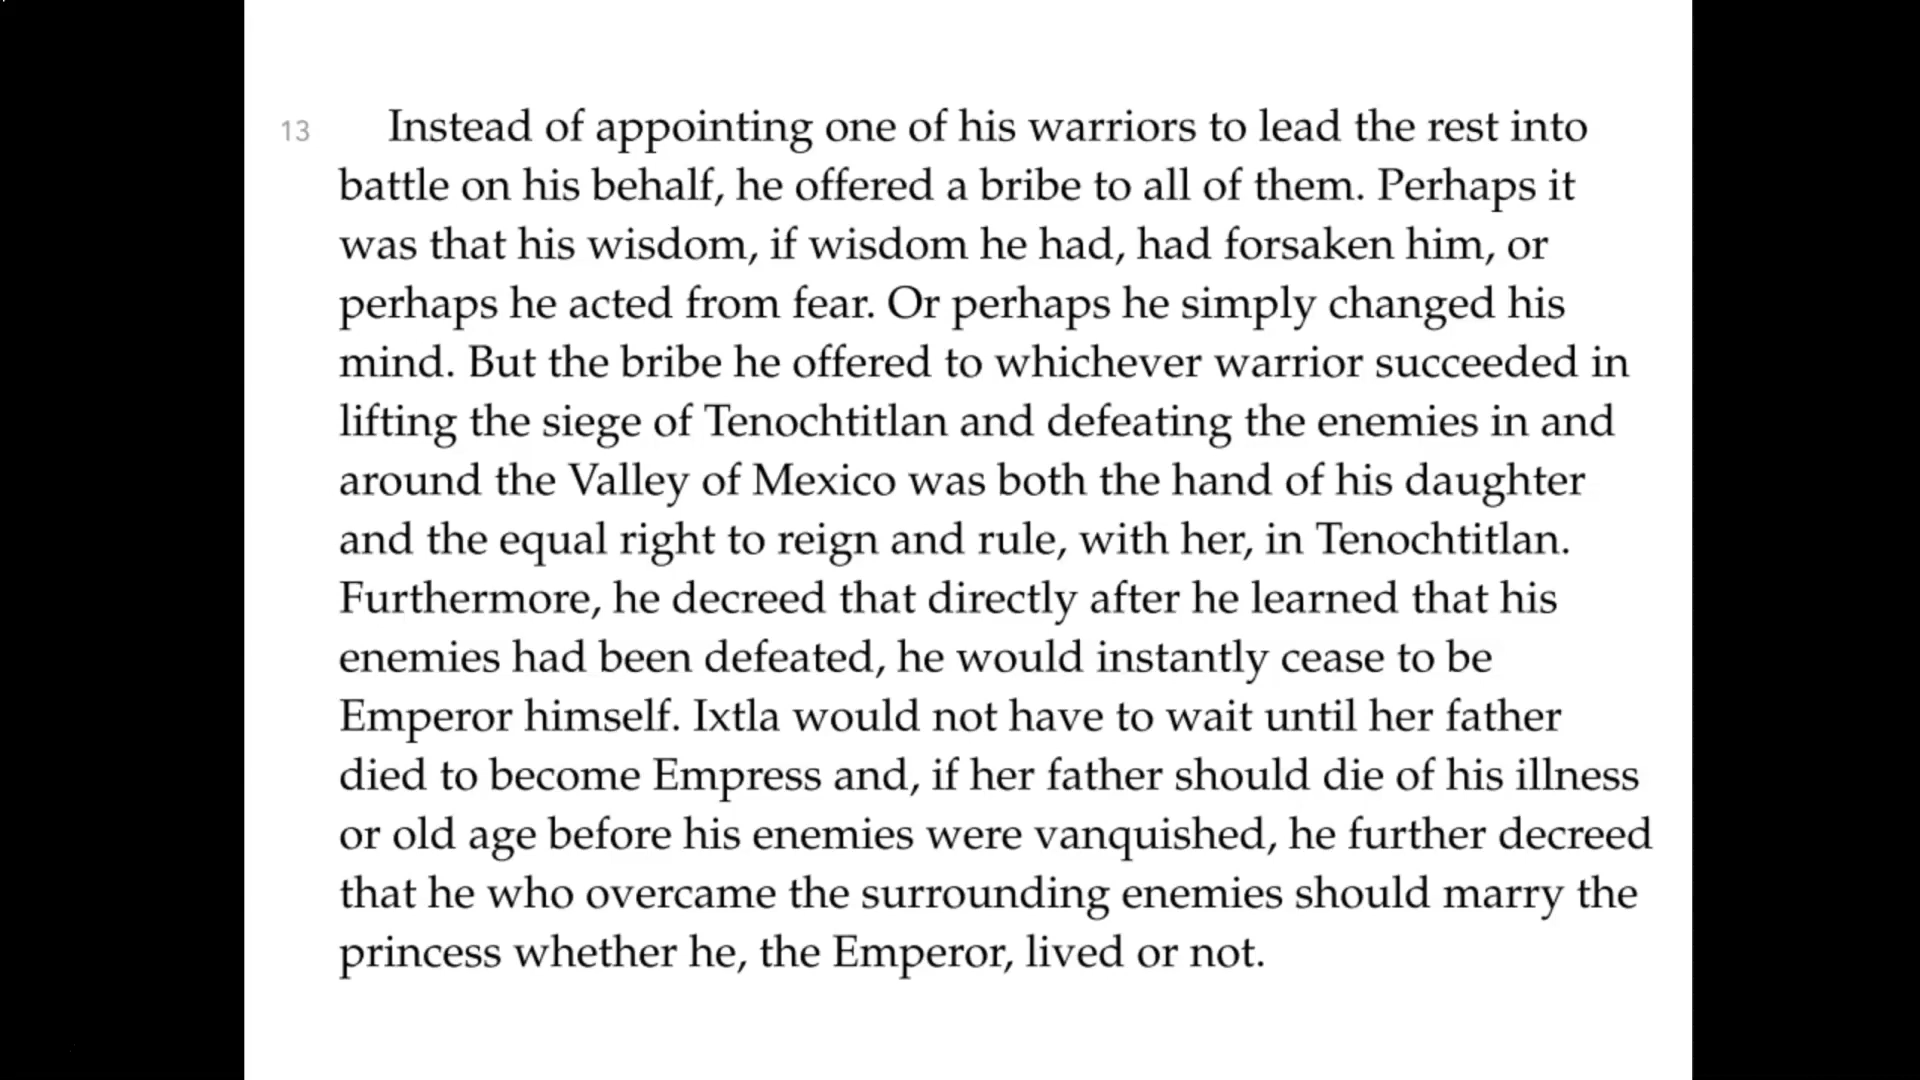 13 Instead of appointing one of his warriors to lead the rest into
battle on his behalf, he offered a bribe to all of them. Perhaps it
was that his wisdom, if wisdom he had, had forsaken him, or
perhaps he acted from fear. Or perhaps he simply changed his
mind. But the bribe he offered to whichever warrior succeeded in
lifting the siege of Tenochtitlan and defeating the enemies in and
around the Valley of Mexico was both the hand of his daughter
and the equal right to reign and rule, with her, in Tenochtitlan.
Furthermore, he decreed that directly after he learned that his
enemies had been defeated, he would instantly cease to be
Emperor himself. Ixtla would not have to wait until her father
died to become Empress and, if her father should die of his illness
or old age before his enemies were vanquished, he further decreed
that he who overcame the surrounding enemies should marry the
princess whether he, the Emperor, lived or not.